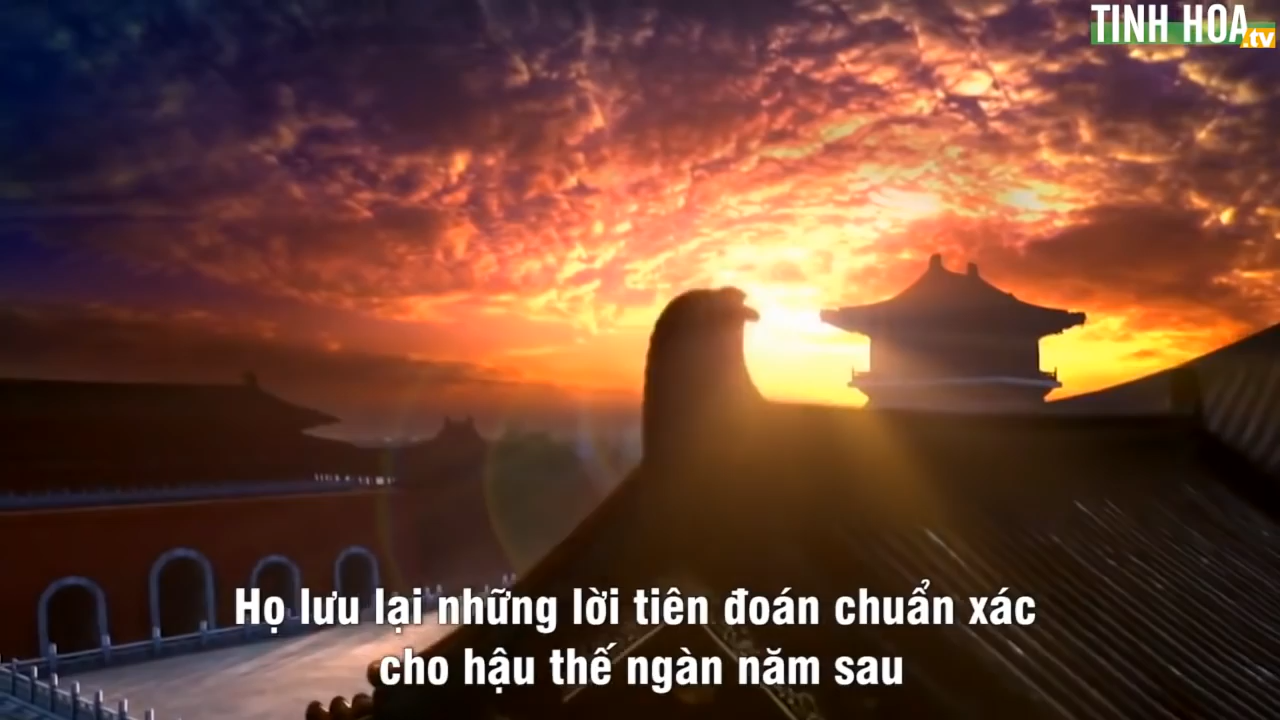 TINH HOA
.tv
Họ lưu lại những lời tiên đoán chuẩn xác
cho hậu thế ngàn năm sau